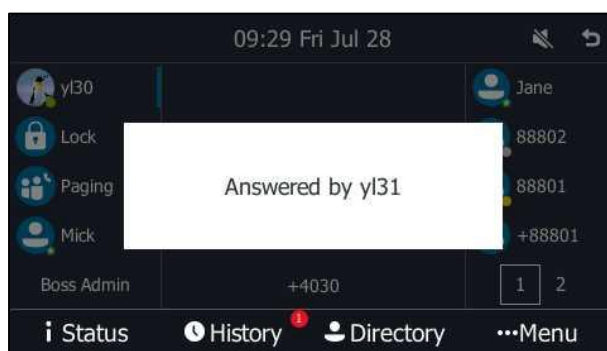 09:29 Fri Jul 28
yl30
Jane
Lock
88802
Answered by yl31
Paging
88801
Mick
+88801
Boss Admin
+4030
1 2
i Status
History
1
Directory
Menu